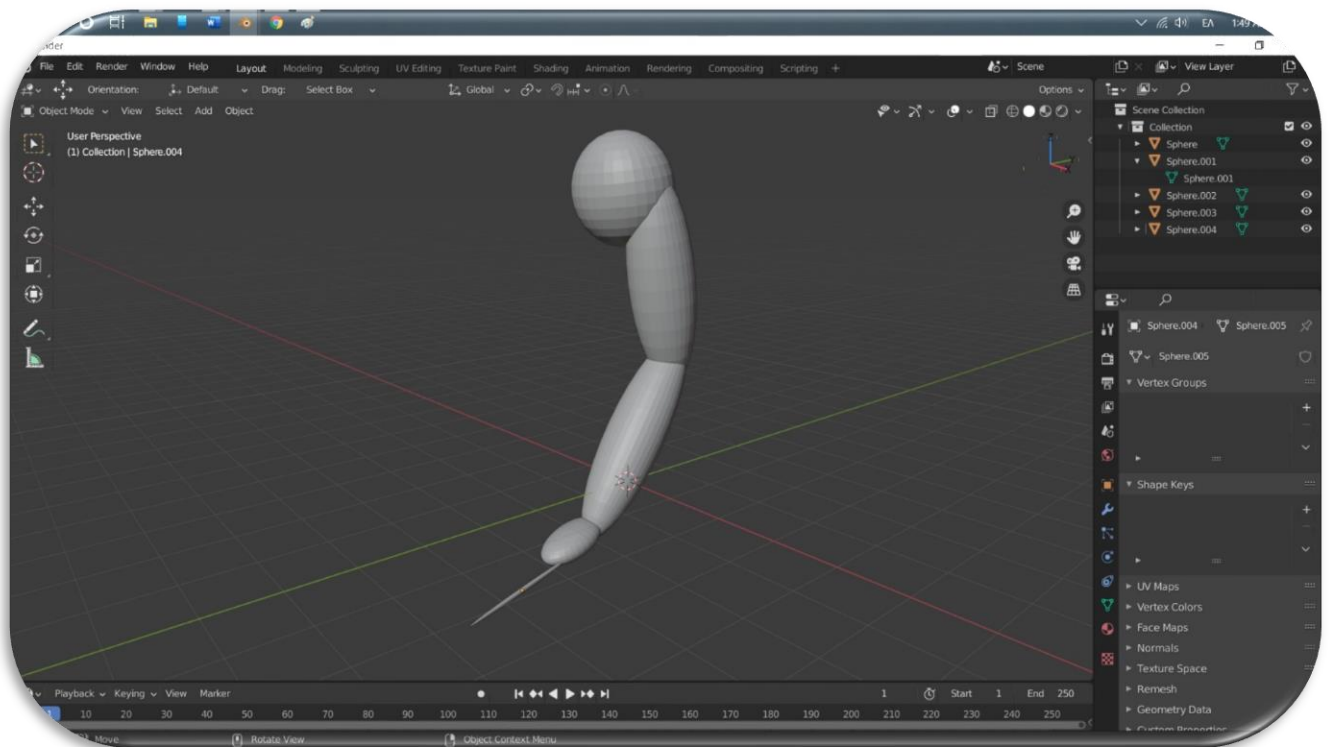 EΛ 1:49
File Edit Render Window Help Layout Modeling Sculpting UV Editing Texture Paint Shading Animation Rendering Compositing Scripting + Scene View Layer
Orientation: Default Drag: Select Box Global Options
Object Mode View Select Add Object
User Perspective
(1) Collection | Sphere.004
Scene Collection
Collection
Sphere
Sphere.001
Sphere.001
Sphere.002
Sphere.003
Sphere.004
Sphere.004 Sphere.005
Sphere.005
Vertex Groups
Shape Keys
UV Maps
Vertex Colors
Face Maps
Normals
Texture Space
Remesh
Geometry Data
Custom Properties
Playback Keying View Marker 1 Start 1 End 250
1 10 20 30 40 50 60 70 80 90 100 110 120 130 140 150 160 170 180 190 200 210 220 230 240 250
Move Rotate View Object Context Menu